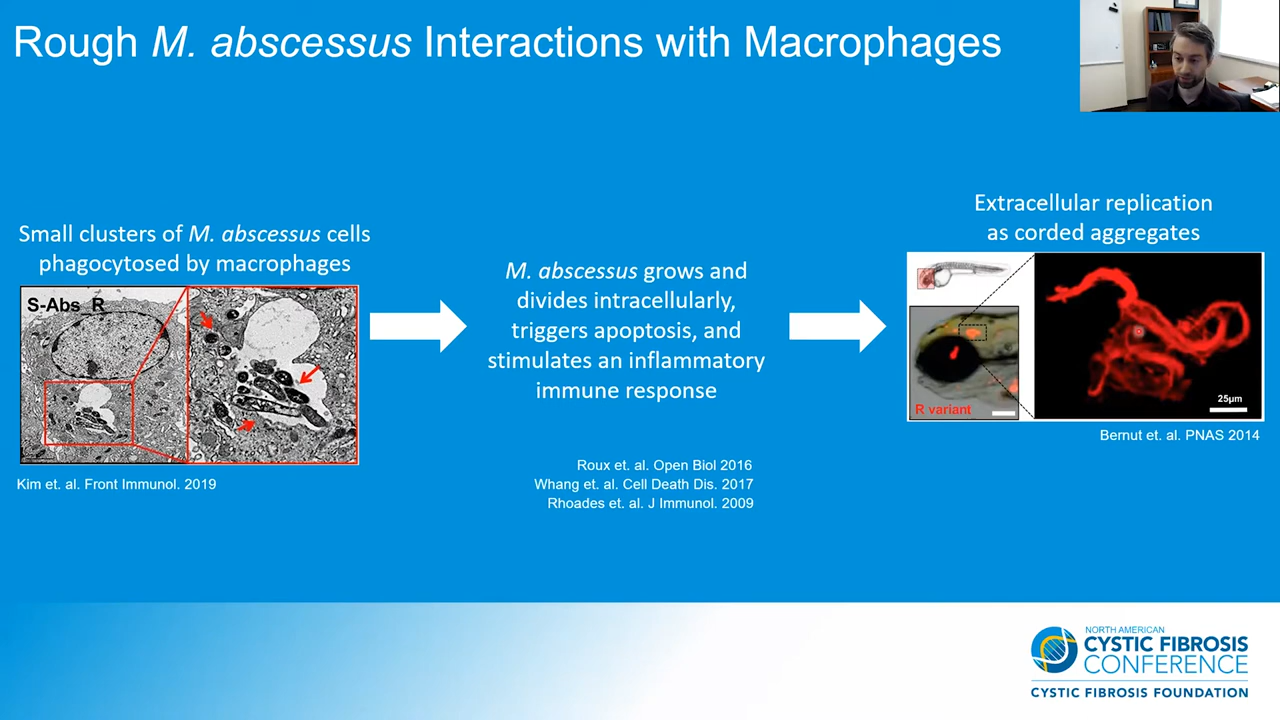 Rough M. abscessus Interactions with Macrophages
Small clusters of M. abscessus cells
phagocytosed by macrophages
S-Abs R
Kim et. al. Front Immunol. 2019
M. abscessus grows and
divides intracellularly,
triggers apoptosis, and
stimulates an inflammatory
immune response
Roux et. al. Open Biol 2016
Whang et. al. Cell Death Dis. 2017
Rhoades et. al. J Immunol. 2009
Extracellular replication
as corded aggregates
R variant
25µm
Bernut et. al. PNAS 2014
NORTH AMERICAN
CYSTIC FIBROSIS
CONFERENCE
CYSTIC FIBROSIS FOUNDATION